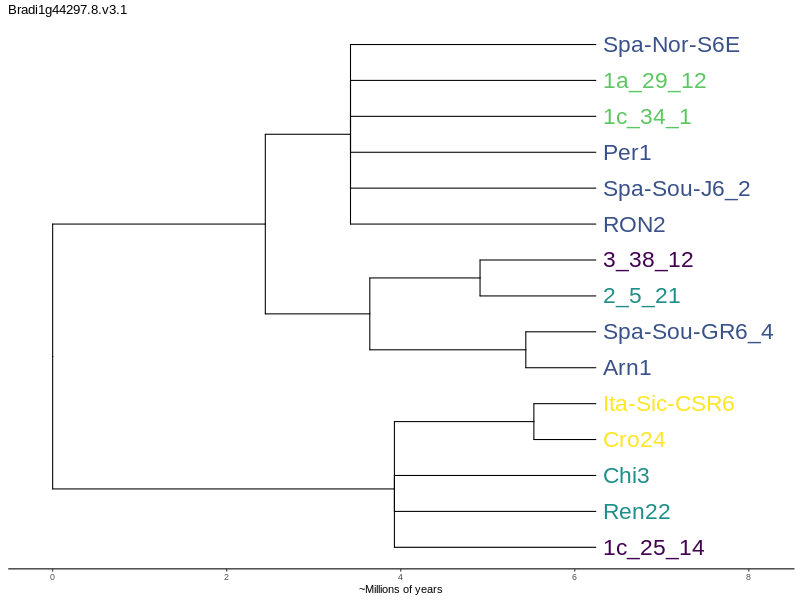 Bradi1g44297.8.v3.1
Spa-Nor-S6E
1a_29_12
1c_34_1
Per1
Spa-Sou-J6_2
RON2
3_38_12
2_5_21
Spa-Sou-GR6_4
Arn1
Ita-Sic-CSR6
Cro24
Chi3
Ren22
1c_25_14
0 2 4 6 8
~Millions of years